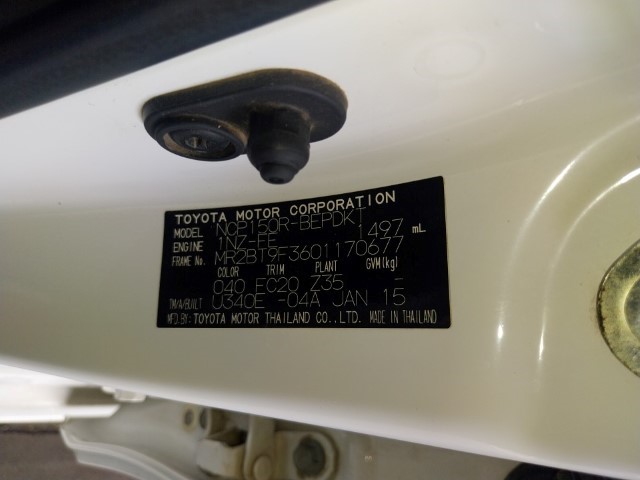 TOYOTA MOTOR CORPORATION
MODEL NCP150R-BEPDKT
ENGINE 1NZ-FE 1497 mL
FRAME No. MR2BT9F3601170677
COLOR TRIM PLANT GVM(kg)
040 FC20 Z35 -
TM/A/BUILT U340E -04A JAN 15
MFD.BY:-TOYOTA MOTOR THAILAND CO.,LTD. MADE IN THAILAND